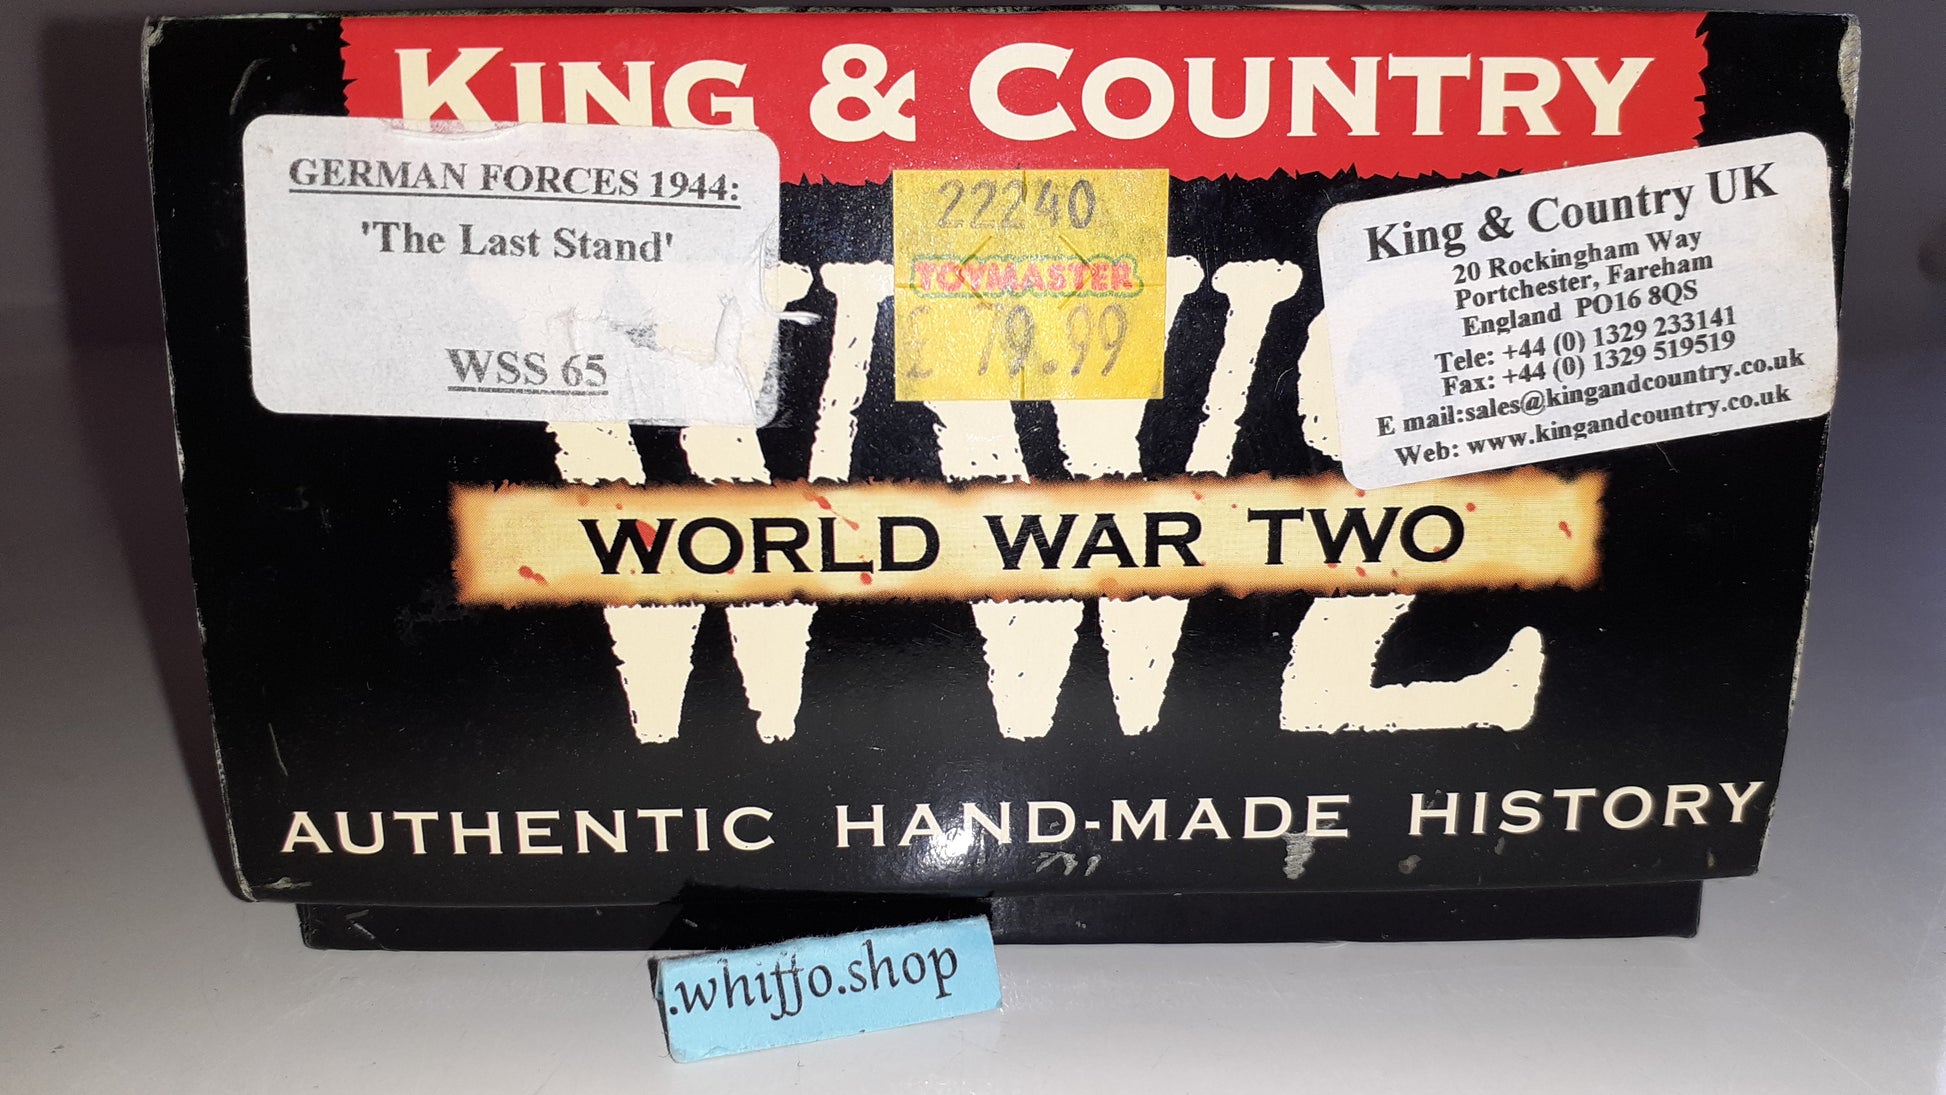 KING & COUNTRY
GERMAN FORCES 1944:
'The Last Stand'
WSS 65
22240
TOYMASTER
£ 79.99
King & Country UK
20 Rockingham Way
Portchester, Fareham
England PO16 8QS
Tele: +44 (0) 1329 233141
Fax: +44 (0) 1329 519519
E mail:sales@kingandcountry.co.uk
Web: www.kingandcountry.co.uk
WW2
WORLD WAR TWO
AUTHENTIC HAND-MADE HISTORY
.whiffo.shop